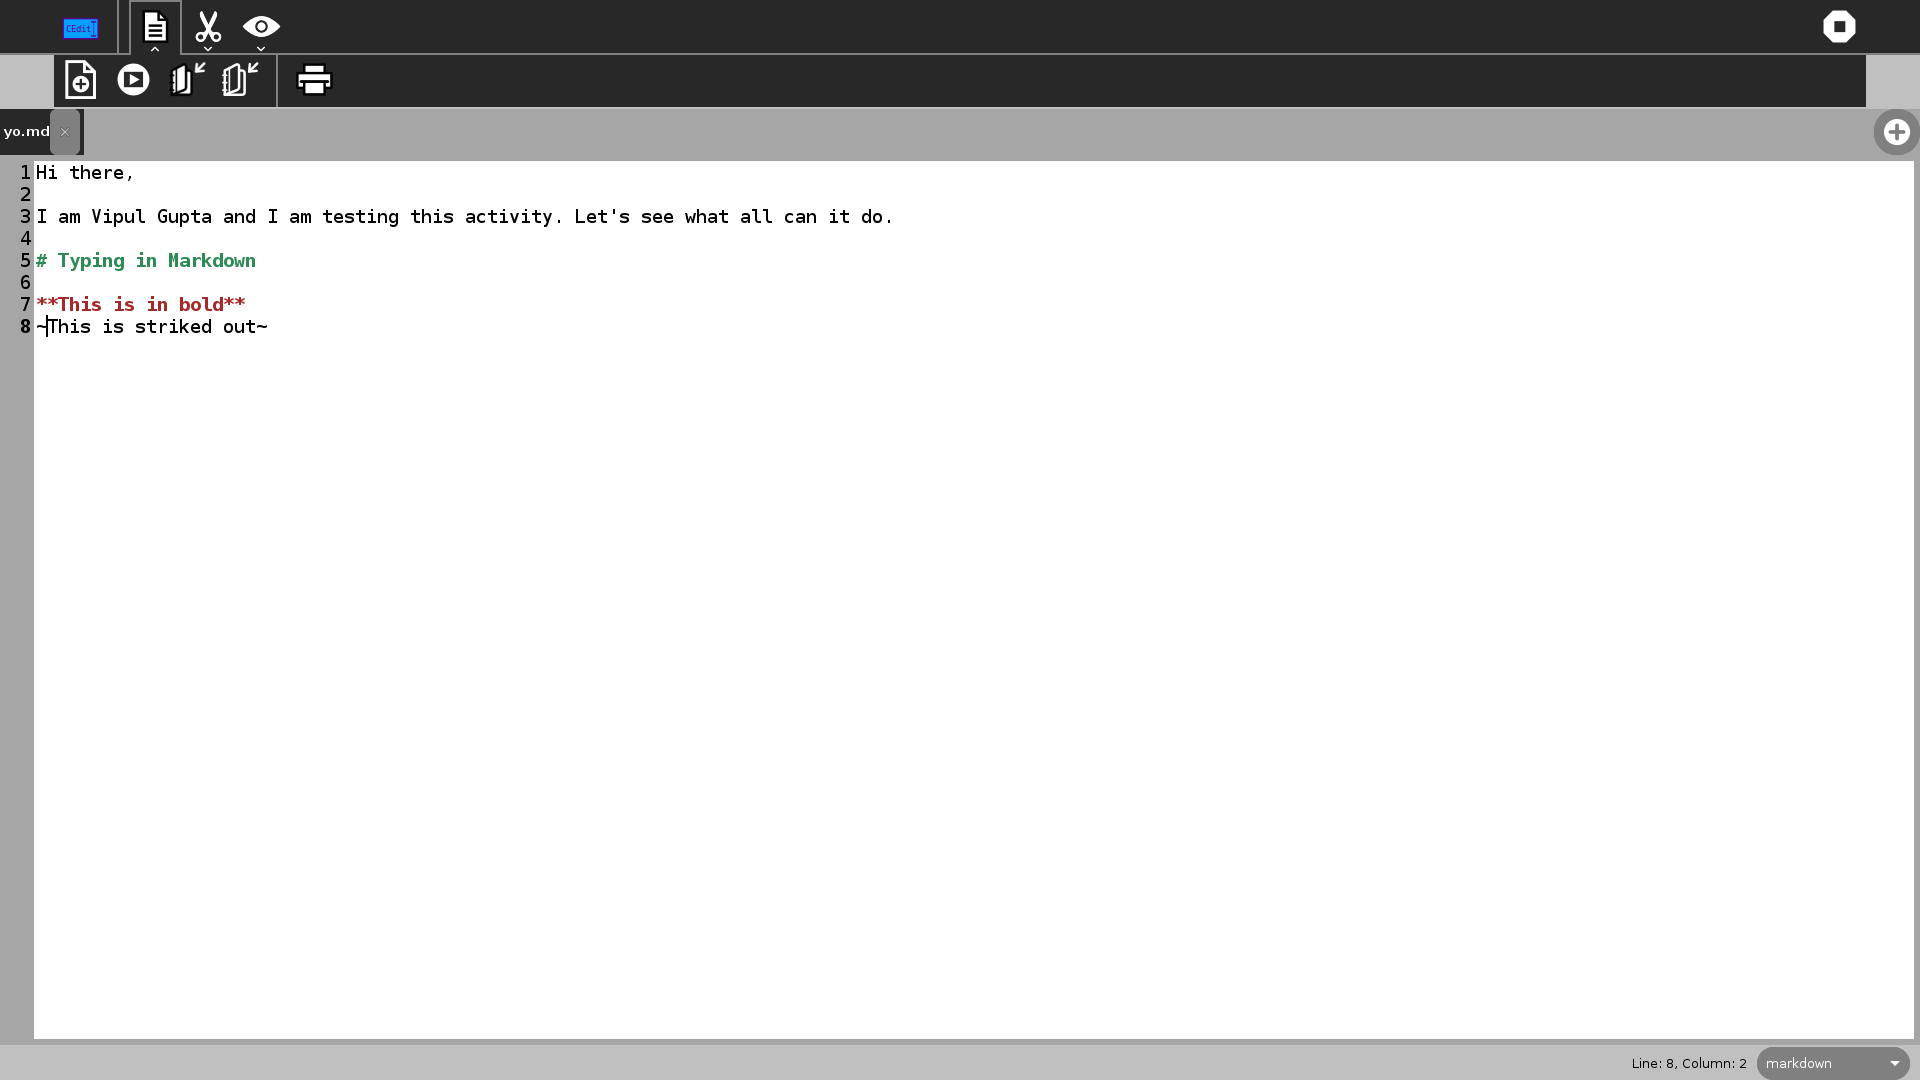 CEdit
yo.md
1 Hi there,
2
3 I am Vipul Gupta and I am testing this activity. Let's see what all can it do.
4
5 # Typing in Markdown
6
7 **This is in bold**
8 ~This is striked out~
Line: 8, Column: 2 markdown